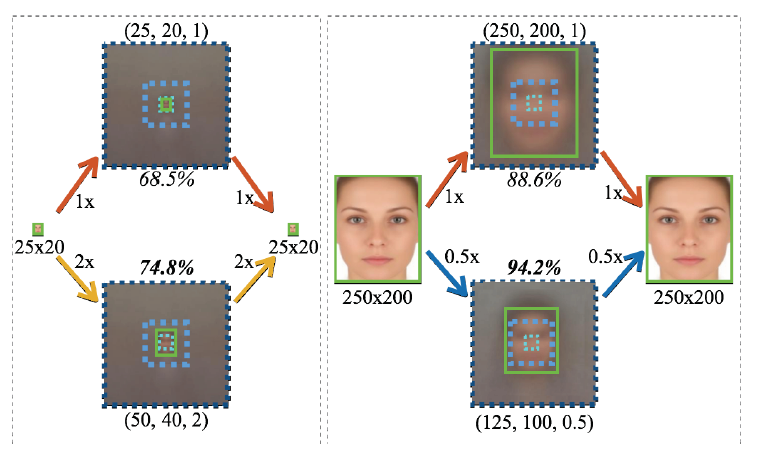 (25, 20, 1)
68.5%
1x
1x
25x20
25x20
2x
74.8%
2x
(50, 40, 2)
(250, 200, 1)
88.6%
1x
1x
0.5x
94.2%
0.5x
250x200
250x200
(125, 100, 0.5)